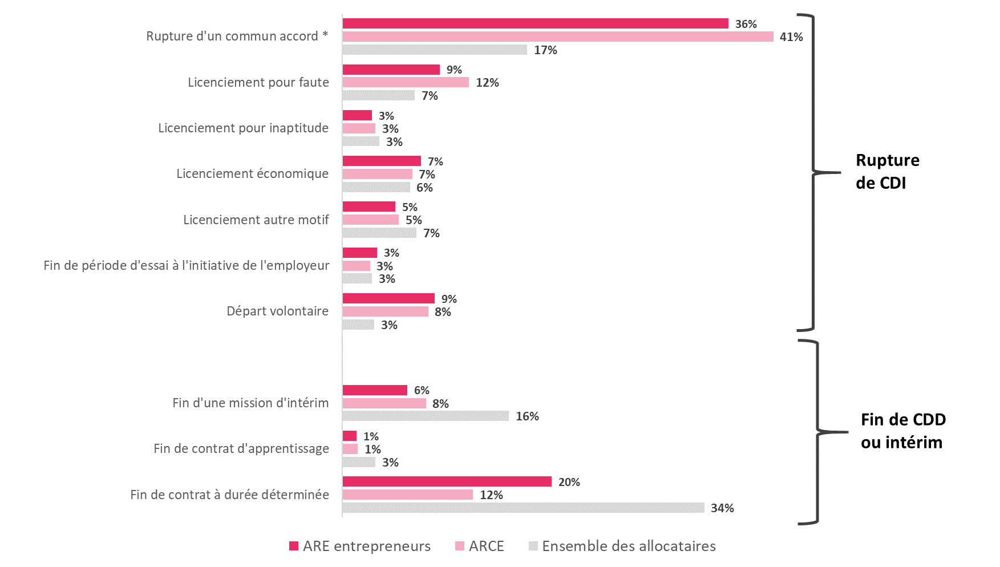 Rupture d'un commun accord *
36%
41%
17%
Licenciement pour faute
9%
12%
7%
Licenciement pour inaptitude
3%
3%
3%
Licenciement économique
7%
7%
6%
Licenciement autre motif
5%
5%
7%
Fin de période d'essai à l'initiative de l'employeur
3%
3%
3%
Départ volontaire
9%
8%
3%
Rupture
de CDI
Fin d'une mission d'intérim
6%
8%
16%
Fin de contrat d'apprentissage
1%
1%
3%
Fin de contrat à durée déterminée
20%
12%
34%
Fin de CDD
ou intérim
ARE entrepreneurs ARCE Ensemble des allocataires